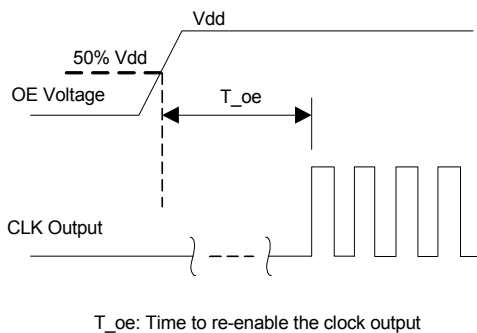 Vdd
50% Vdd
OE Voltage
T_oe
CLK Output
T_oe: Time to re-enable the clock output